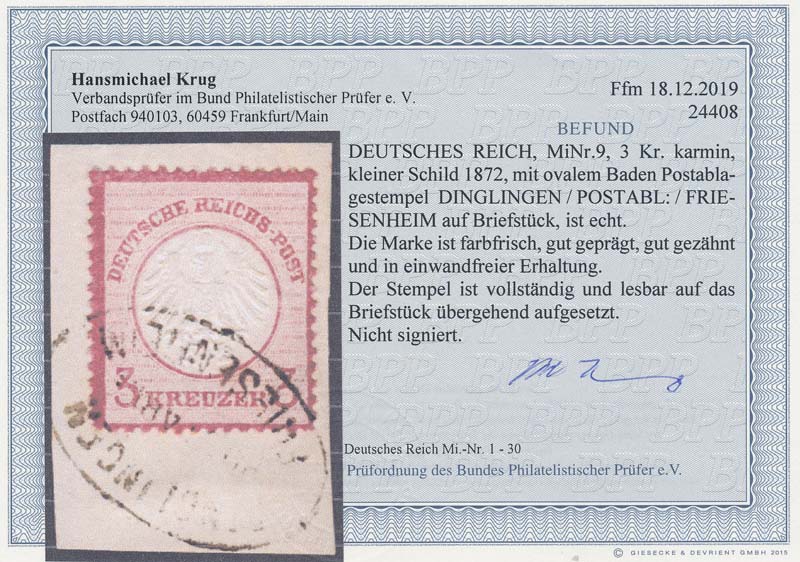 Hansmichael Krug
Verbandsprüfer im Bund Philatelistischer Prüfer e. V.
Postfach 940103, 60459 Frankfurt/Main
Ffm 18.12.2019
24408
BEFUND
DEUTSCHES REICH, MiNr.9, 3 Kr. karmin,
kleiner Schild 1872, mit ovalem Baden Postabla-
gestempel DINGLINGEN / POSTABL: / FRIE-
SENHEIM auf Briefstück, ist echt.
Die Marke ist farbfrisch, gut geprägt, gut gezähnt
und in einwandfreier Erhaltung.
Der Stempel ist vollständig und lesbar auf das
Briefstück übergehend aufgesetzt.
Nicht signiert.
Deutsches Reich Mi.-Nr. 1 - 30
Prüfordnung des Bundes Philatelistischer Prüfer e.V.
DEUTSCHE REICHS-POST
3 KREUZER 3
© GIESECKE & DEVRIENT GMBH 2015